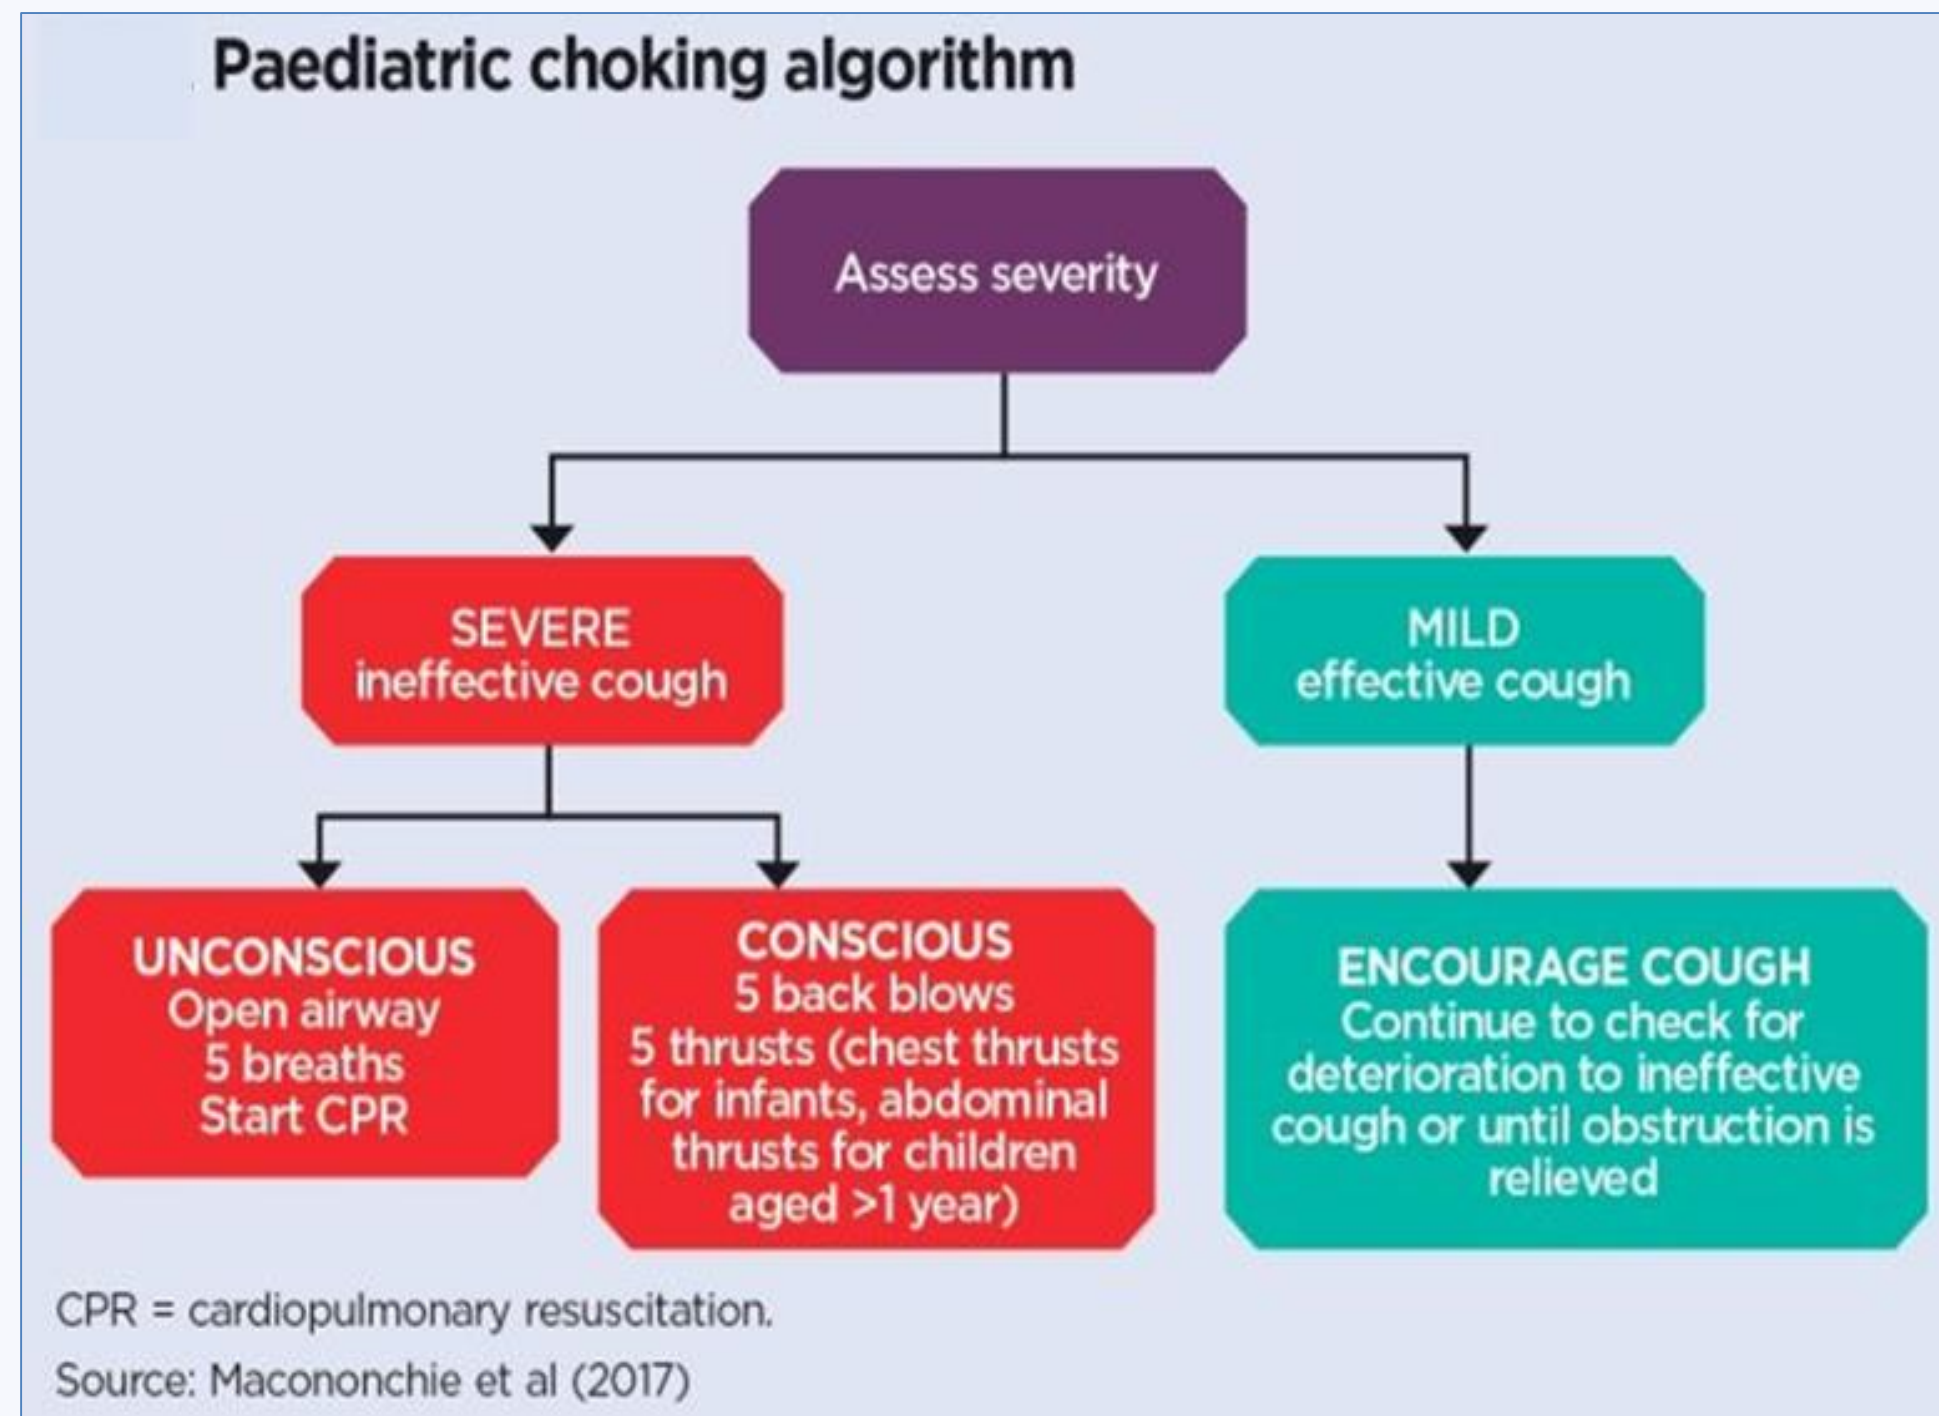 Paediatric choking algorithm
Assess severity
SEVERE
ineffective cough
MILD
effective cough
UNCONSCIOUS
Open airway
5 breaths
Start CPR
CONSCIOUS
5 back blows
5 thrusts (chest thrusts
for infants, abdominal
thrusts for children
aged >1 year)
ENCOURAGE COUGH
Continue to check for
deterioration to ineffective
cough or until obstruction is
relieved
CPR = cardiopulmonary resuscitation.
Source: Macononchie et al (2017)